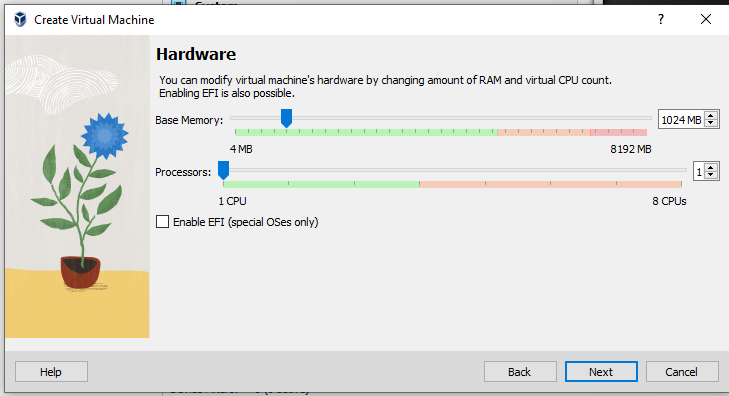 System
Create Virtual Machine
?
Hardware
You can modify virtual machine's hardware by changing amount of RAM and virtual CPU count.
Enabling EFI is also possible.
Base Memory:
1024 MB
4 MB
8192 MB
Processors:
1
1 CPU
8 CPUs
Enable EFI (special OSes only)
Help
Back
Next
Cancel